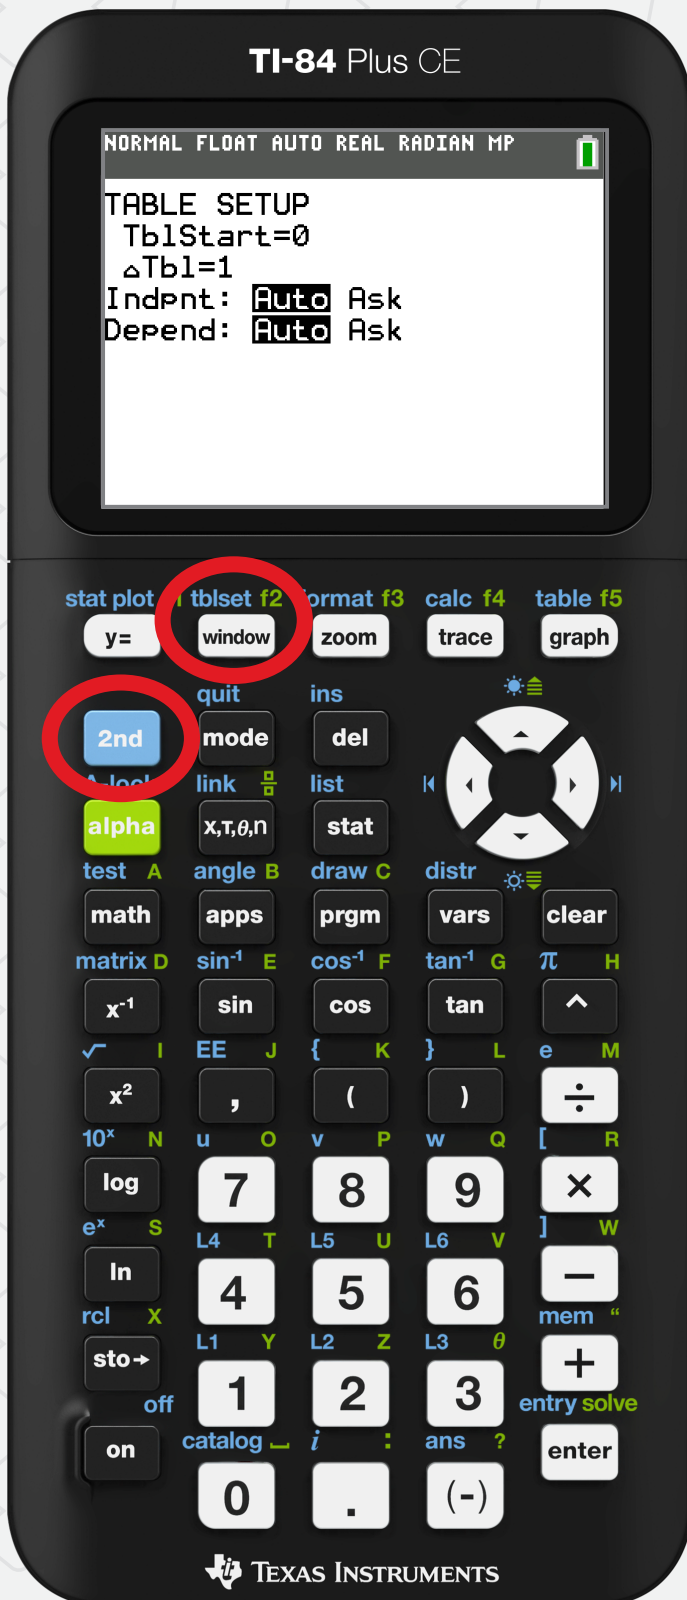 TI-84 Plus CE
NORMAL FLOAT AUTO REAL RADIAN MP
TABLE SETUP
TblStart=0
△Tbl=1
Indpnt: Auto Ask
Depend: Auto Ask
stat plot tblset f2 format f3 calc f4 table f5
y= window zoom trace graph
quit ins
2nd mode del
A-lock link list
alpha X,T,θ,n stat
test A angle B draw C distr
math apps prgm vars clear
matrix D sin⁻¹ E cos⁻¹ F tan⁻¹ G π H
x⁻¹ sin cos tan ^
√ I EE J { K } L e M
x² , ( ) ÷
10ˣ N u O v P w Q [ R
log 7 8 9 ×
eˣ S L4 T L5 U L6 V ] W
ln 4 5 6 −
rcl X L1 Y L2 Z L3 θ mem “
sto→ 1 2 3 +
off catalog ⎵ i : ans ? entry solve
on 0 . (-) enter
TEXAS INSTRUMENTS